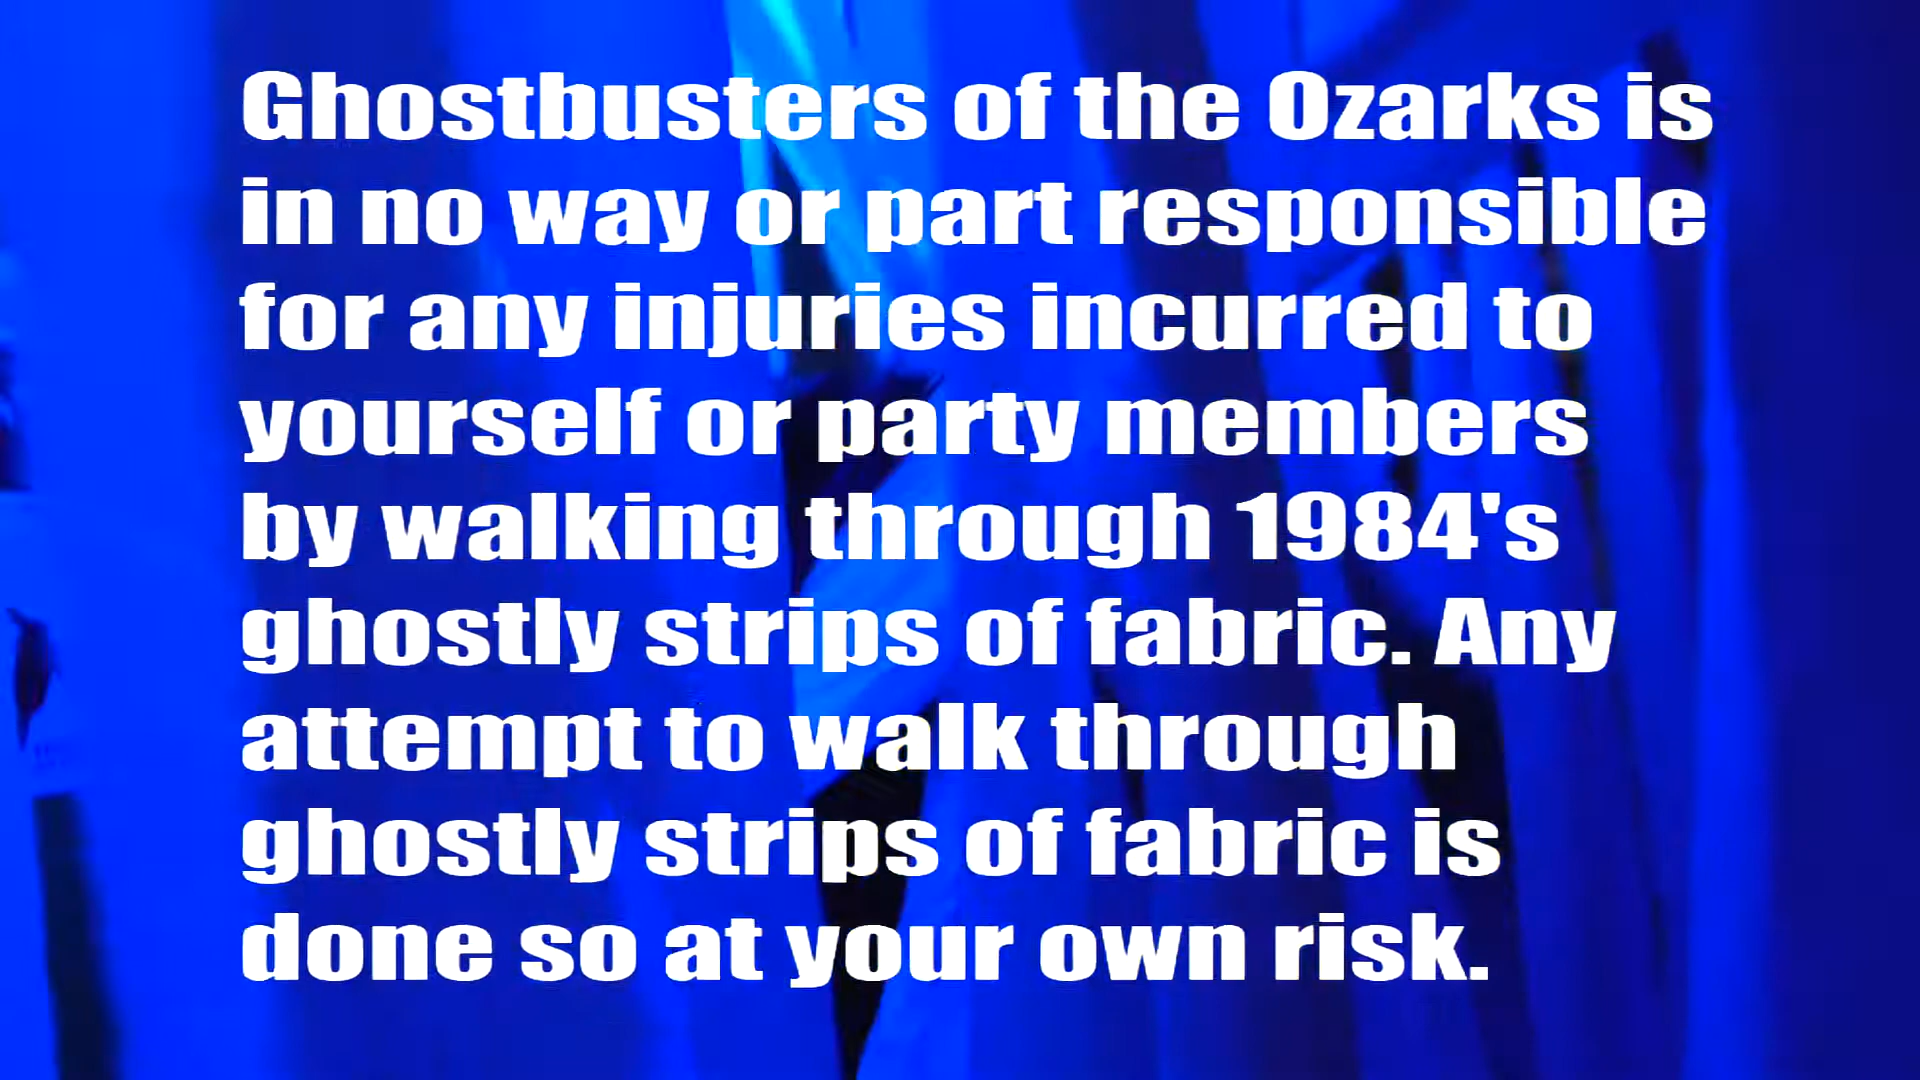 Ghostbusters of the Ozarks is
in no way or part responsible
for any injuries incurred to
yourself or party members
by walking through 1984's
ghostly strips of fabric. Any
attempt to walk through
ghostly strips of fabric is
done so at your own risk.